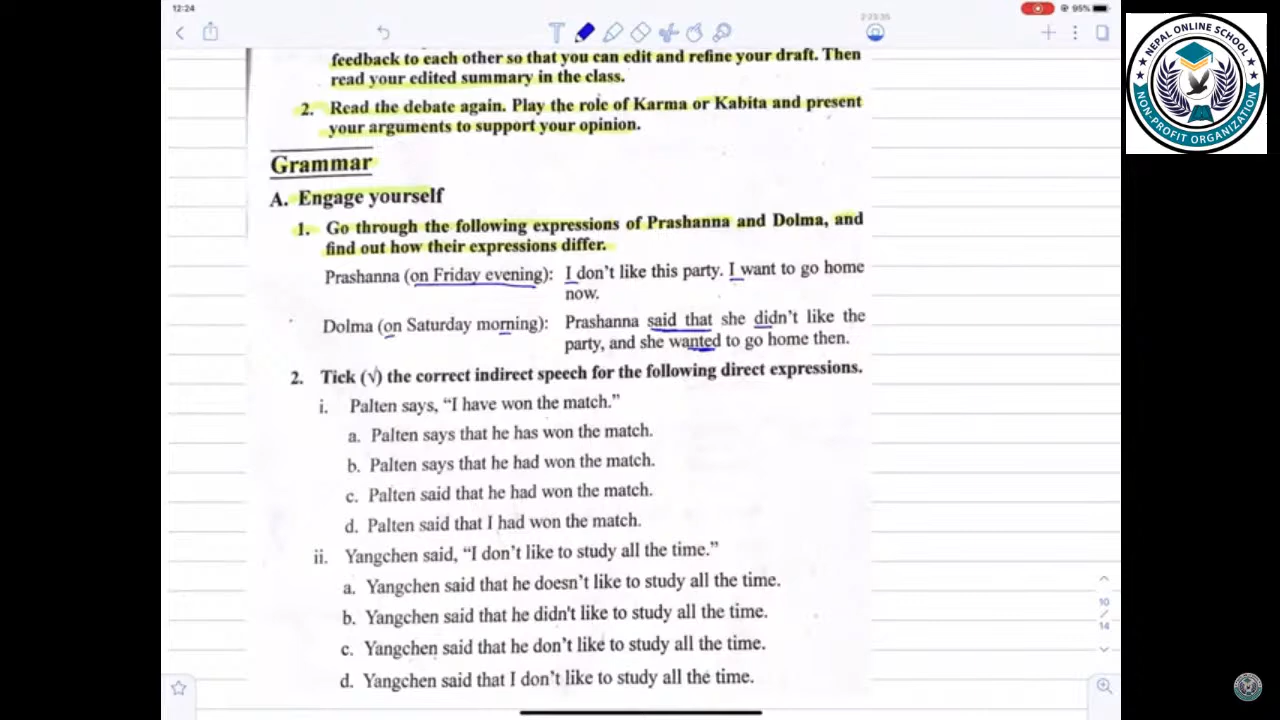 12:24
95%
2:23:35
NEPAL ONLINE SCHOOL
NON-PROFIT ORGANIZATION
feedback to each other so that you can edit and refine your draft. Then
read your edited summary in the class.
2. Read the debate again. Play the role of Karma or Kabita and present
your arguments to support your opinion.
Grammar
A. Engage yourself
1. Go through the following expressions of Prashanna and Dolma, and
find out how their expressions differ.
Prashanna (on Friday evening): I don't like this party. I want to go home
now.
Dolma (on Saturday morning): Prashanna said that she didn't like the
party, and she wanted to go home then.
2. Tick (√) the correct indirect speech for the following direct expressions.
i. Palten says, “I have won the match.”
a. Palten says that he has won the match.
b. Palten says that he had won the match.
c. Palten said that he had won the match.
d. Palten said that I had won the match.
ii. Yangchen said, “I don't like to study all the time.”
a. Yangchen said that he doesn't like to study all the time.
b. Yangchen said that he didn't like to study all the time.
c. Yangchen said that he don't like to study all the time.
d. Yangchen said that I don't like to study all the time.
10
/
14